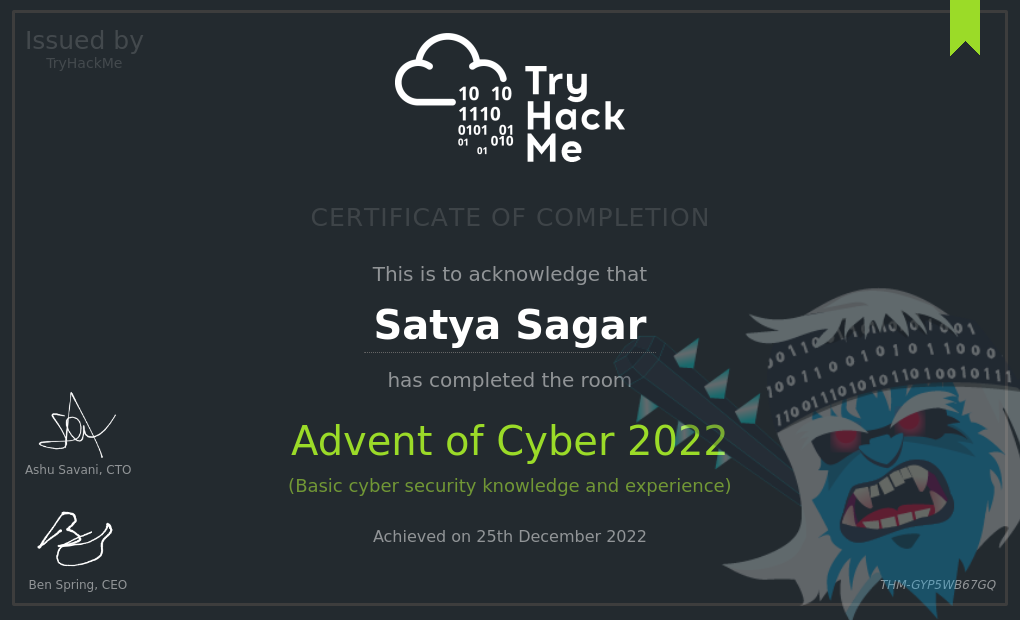 Issued by
TryHackMe
10 10
1110
0101 01
01 010
01
Try
Hack
Me
CERTIFICATE OF COMPLETION
This is to acknowledge that
Satya Sagar
has completed the room
Advent of Cyber 2022
(Basic cyber security knowledge and experience)
Achieved on 25th December 2022
Ashu Savani, CTO
Ben Spring, CEO
THM-GYP5WB67GQ